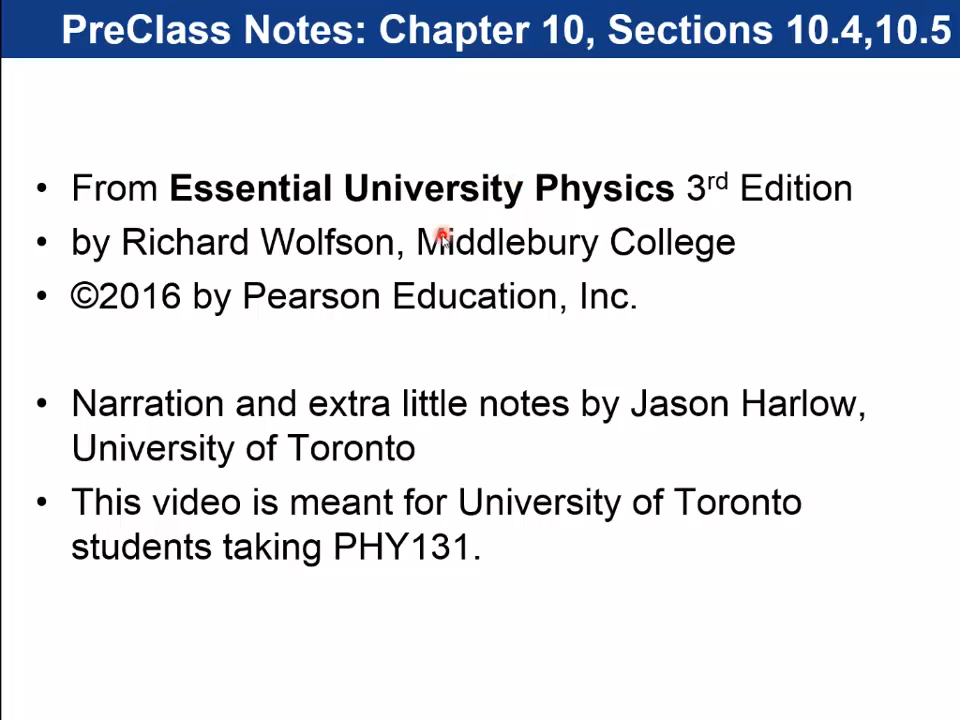 PreClass Notes: Chapter 10, Sections 10.4,10.5
• From Essential University Physics 3rd Edition
• by Richard Wolfson, Middlebury College
• ©2016 by Pearson Education, Inc.
• Narration and extra little notes by Jason Harlow,
University of Toronto
• This video is meant for University of Toronto
students taking PHY131.